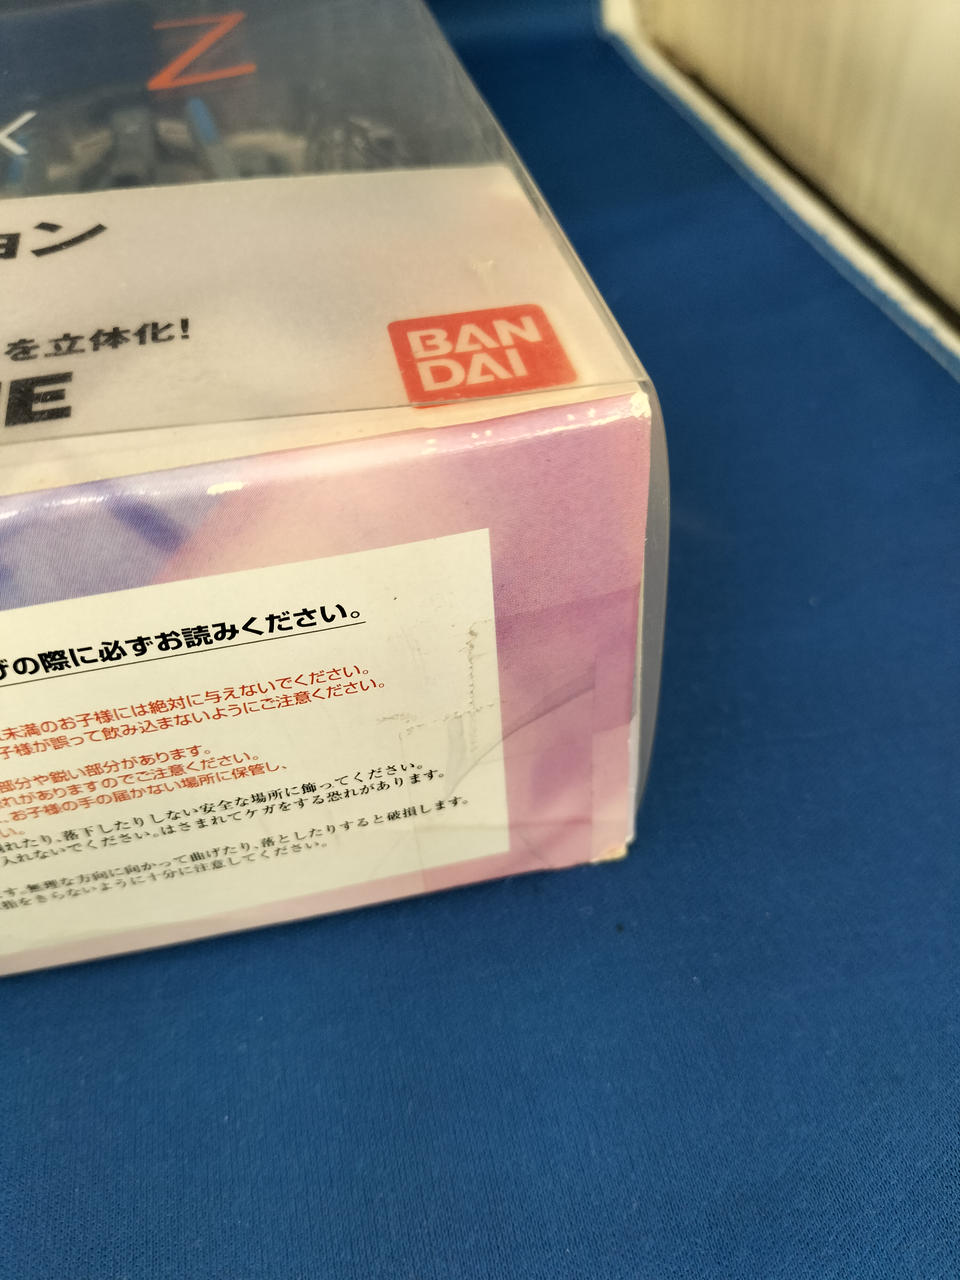 Z
ョン
を立体化!
E
BAN
DAI
の際に必ずお読みください。
未満のお子様には絶対に与えないでください。
子様が誤って飲み込まないようにご注意ください。
部分や鋭い部分があります。
れがありますのでご注意ください。
、お子様の手の届かない場所に保管し、
い。
れたり、落下したりしない安全な場所に飾ってください。
入れないでください。はさまれてケガをする恐れがあります。
す。無理な方向に向かって曲げたり、落としたりすると破損します。
指をきらないように十分に注意してください。